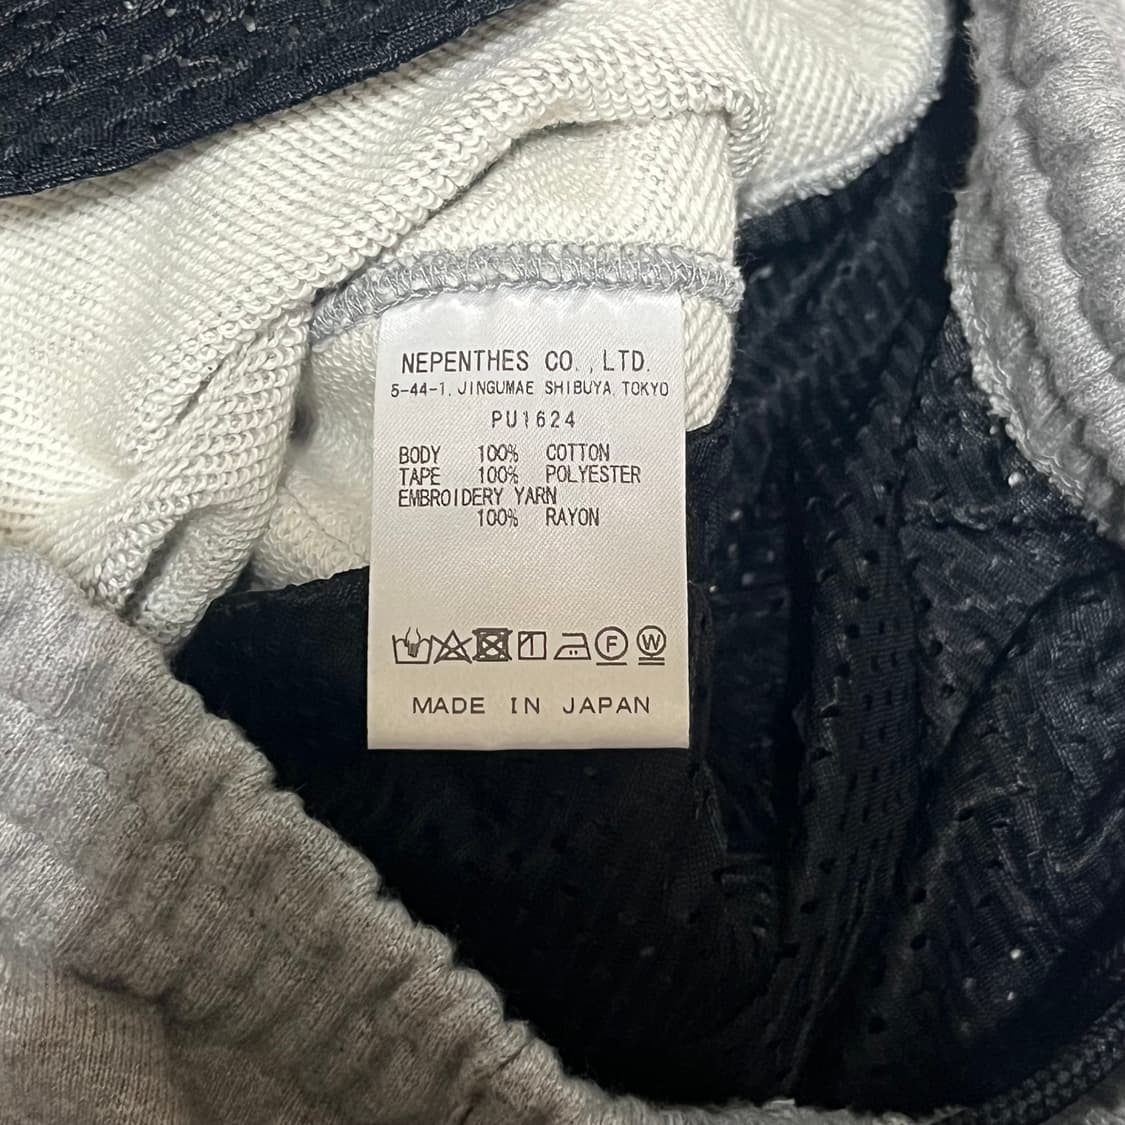 NEPENTHES CO.,LTD.
5-44-1, JINGUMAE SHIBUYA, TOKYO
PU1624
BODY 100% COTTON
TAPE 100% POLYESTER
EMBROIDERY YARN
100% RAYON
F W
MADE IN JAPAN